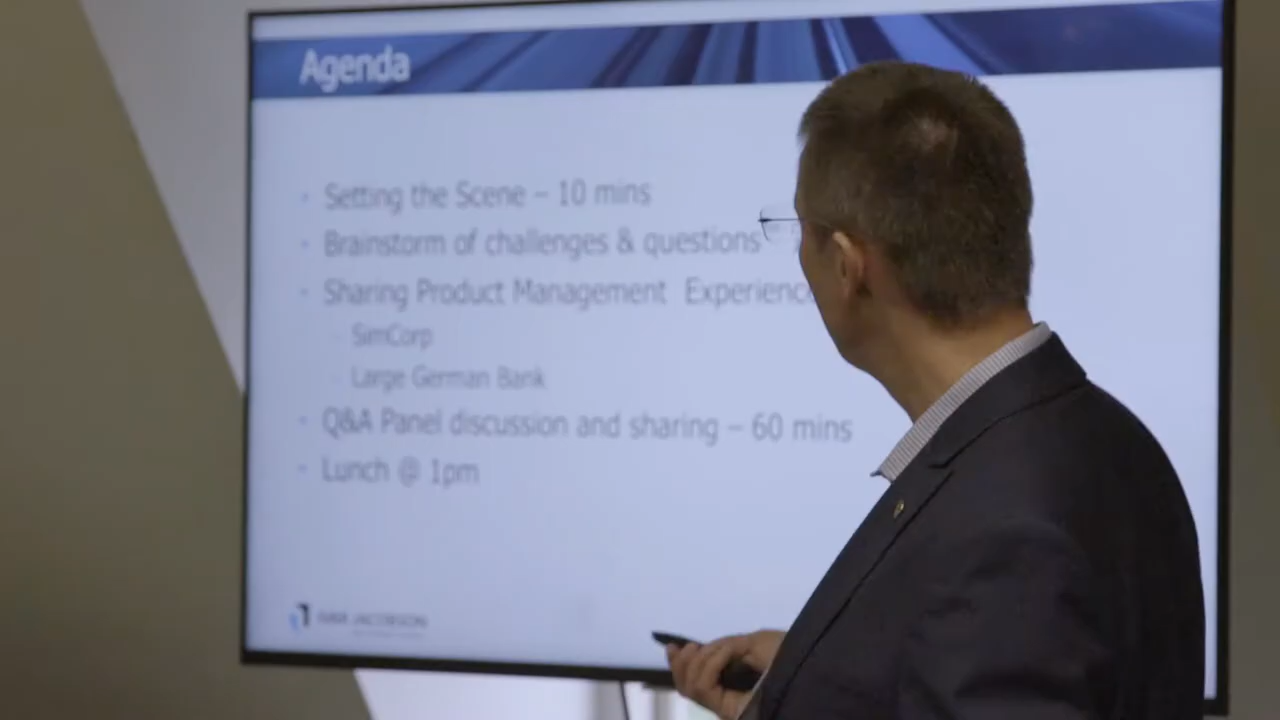 Agenda
Setting the Scene – 10 mins
Brainstorm of challenges & questions
Sharing Product Management Experience
SimCorp
Large German Bank
Q&A Panel discussion and sharing – 60 mins
Lunch @ 1pm